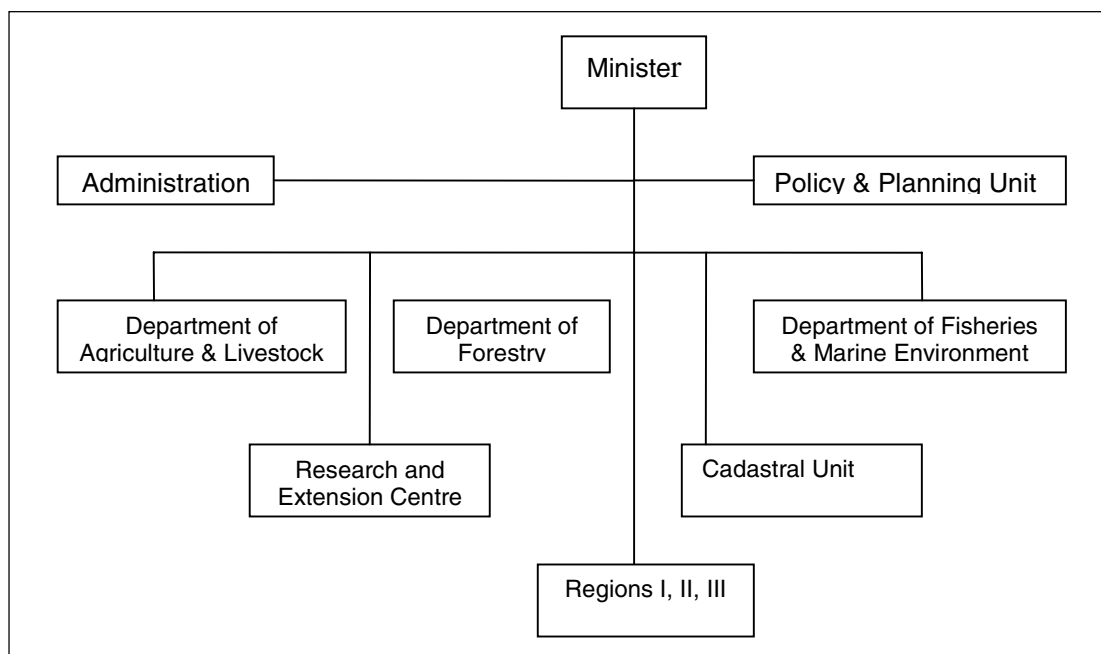 Minister
Administration
Policy & Planning Unit
Department of
Agriculture & Livestock
Department of
Forestry
Department of Fisheries
& Marine Environment
Research and
Extension Centre
Cadastral Unit
Regions I, II, III